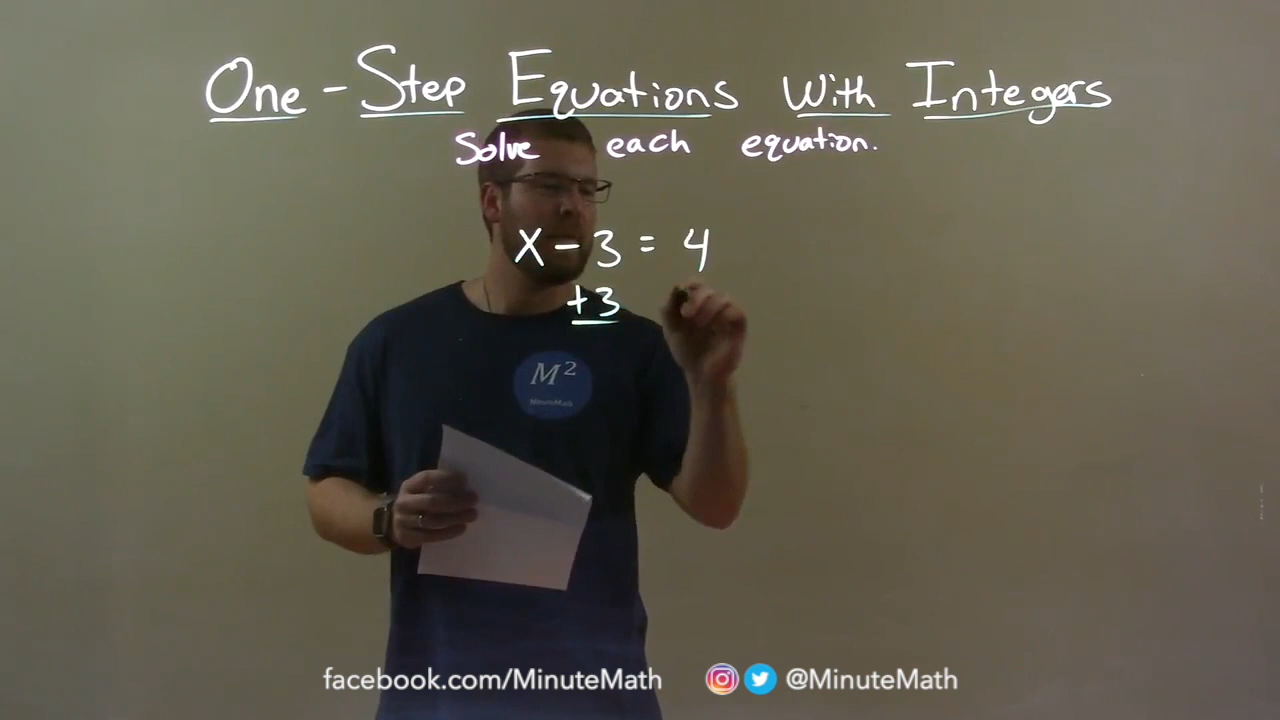 One-Step Equations With Integers
Solve each equation.
x - 3 = 4
+3
M²
MinuteMath
facebook.com/MinuteMath @MinuteMath